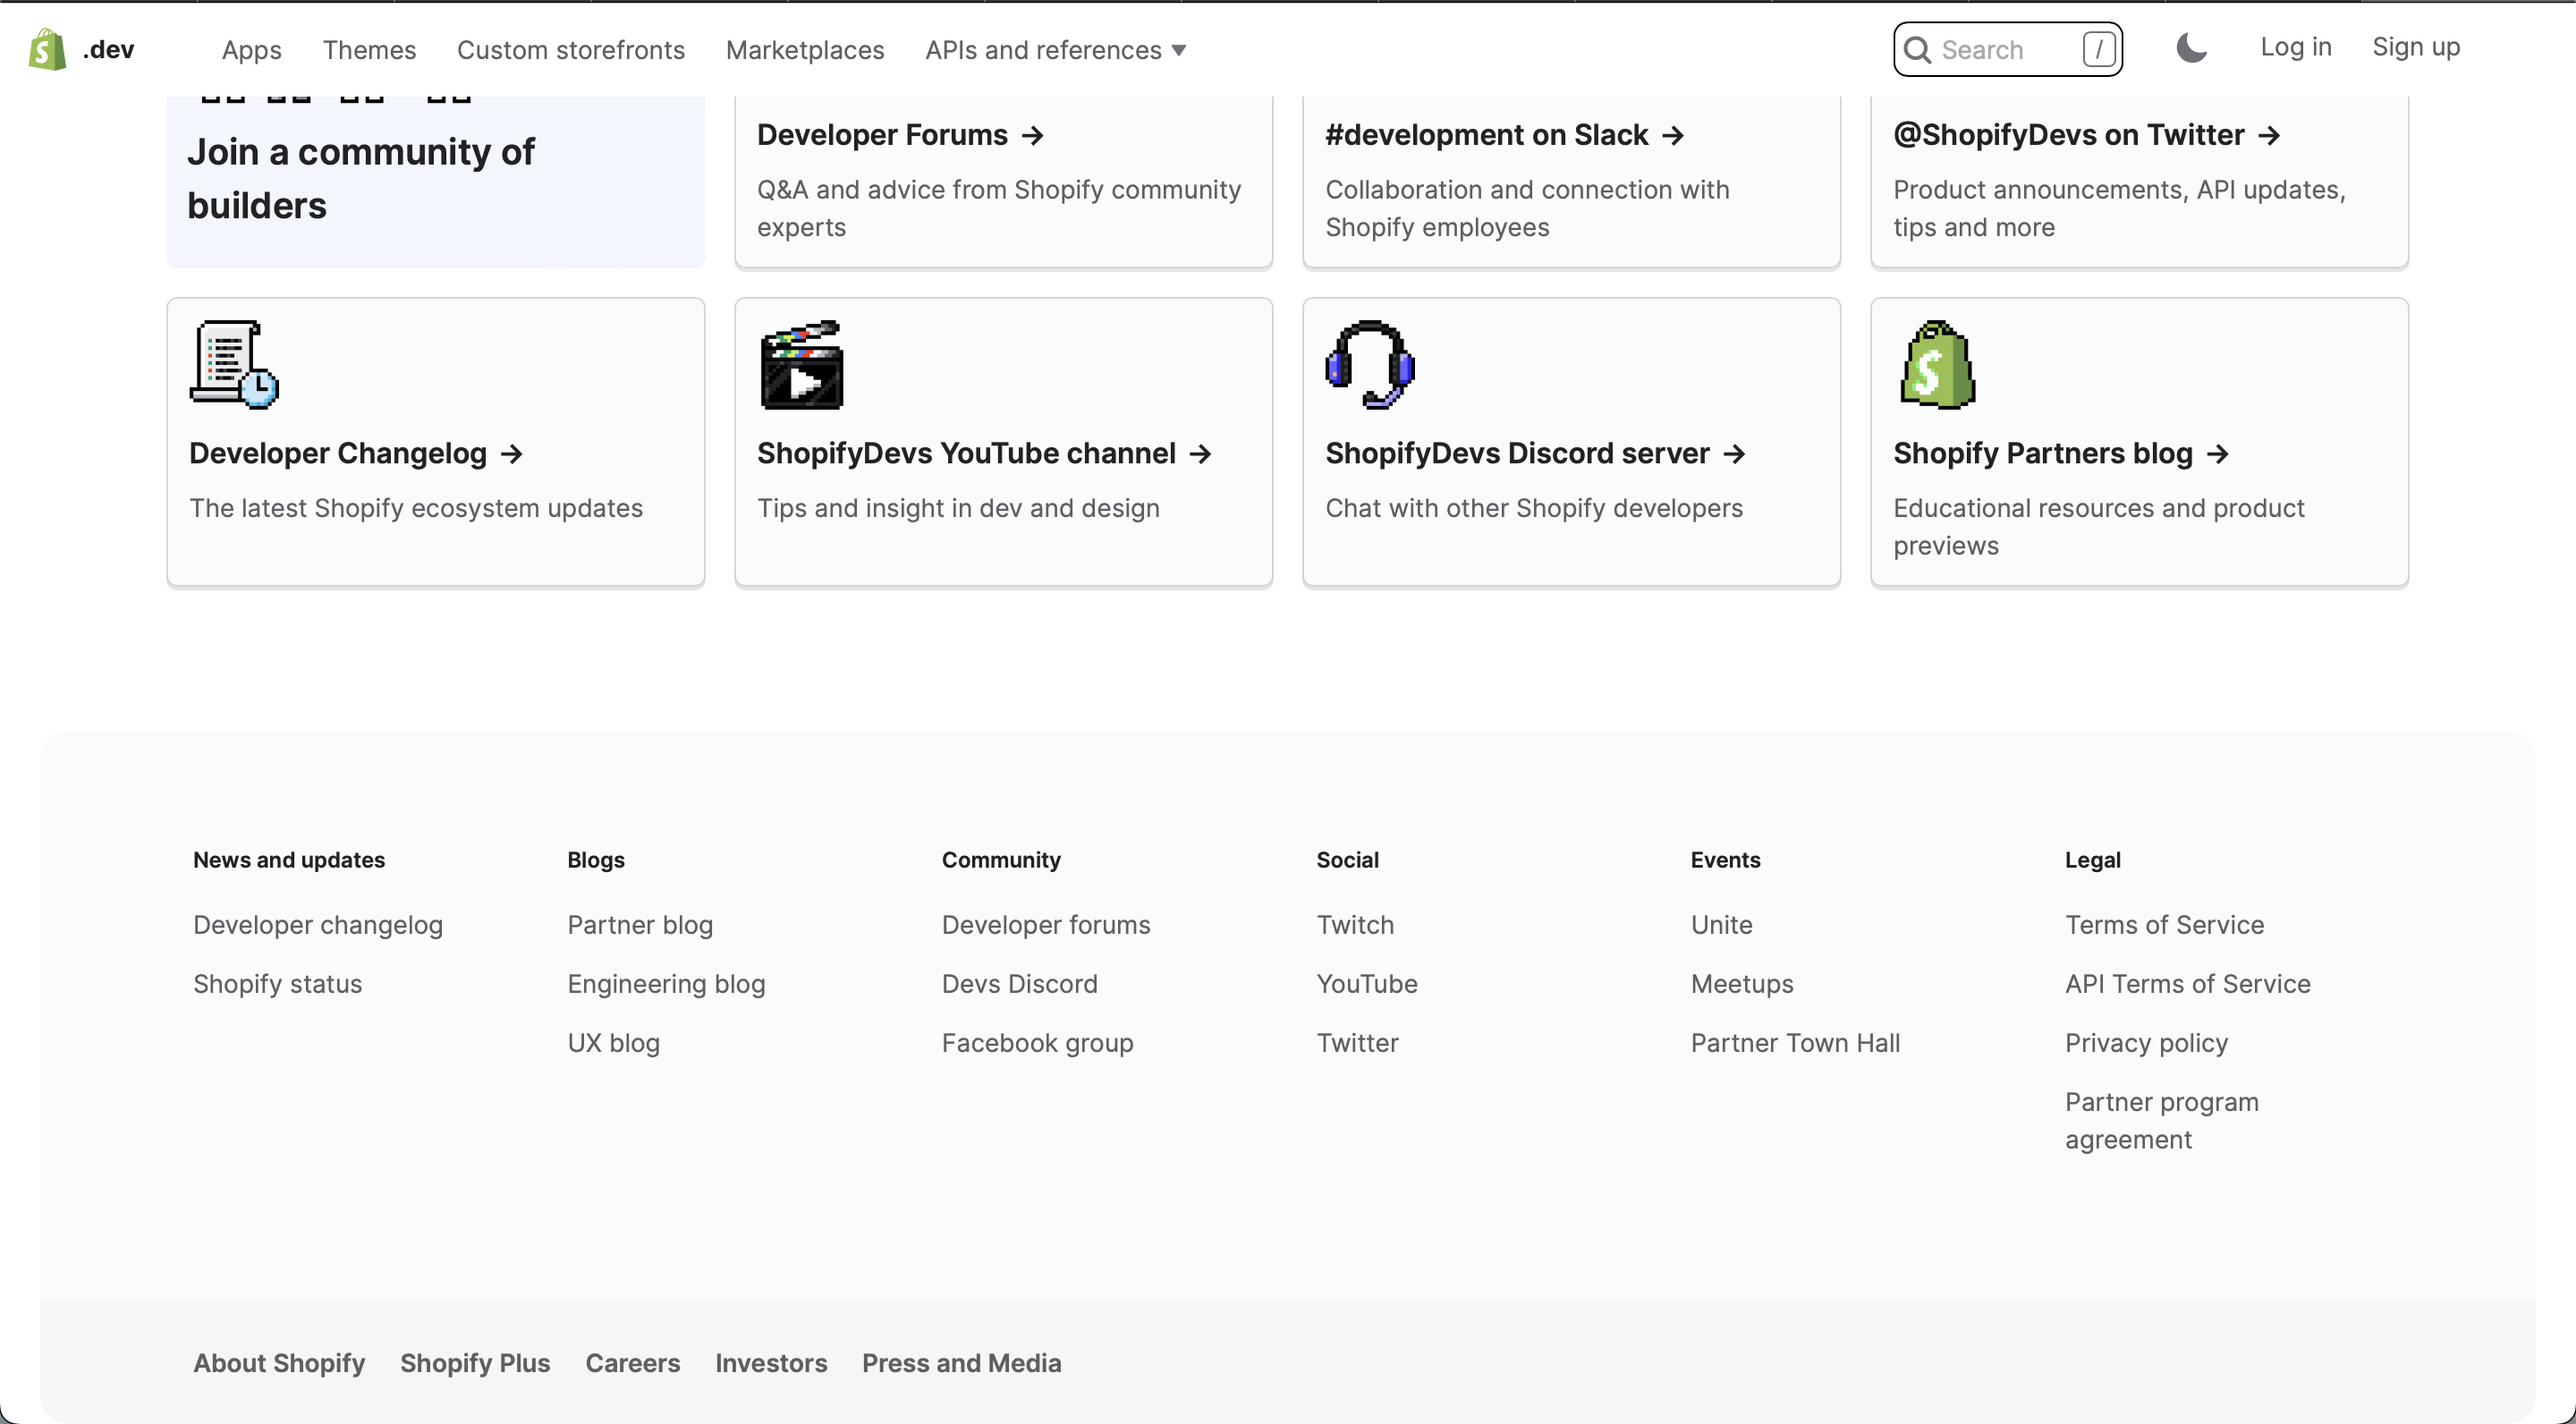 .dev
Apps
Themes
Custom storefronts
Marketplaces
APIs and references
Search
/
Log in
Sign up
Join a community of
builders
Developer Forums →
Q&A and advice from Shopify community
experts
#development on Slack →
Collaboration and connection with
Shopify employees
@ShopifyDevs on Twitter →
Product announcements, API updates,
tips and more
Developer Changelog →
The latest Shopify ecosystem updates
ShopifyDevs YouTube channel →
Tips and insight in dev and design
ShopifyDevs Discord server →
Chat with other Shopify developers
Shopify Partners blog →
Educational resources and product
previews
News and updates
Developer changelog
Shopify status
Blogs
Partner blog
Engineering blog
UX blog
Community
Developer forums
Devs Discord
Facebook group
Social
Twitch
YouTube
Twitter
Events
Unite
Meetups
Partner Town Hall
Legal
Terms of Service
API Terms of Service
Privacy policy
Partner program
agreement
About Shopify
Shopify Plus
Careers
Investors
Press and Media